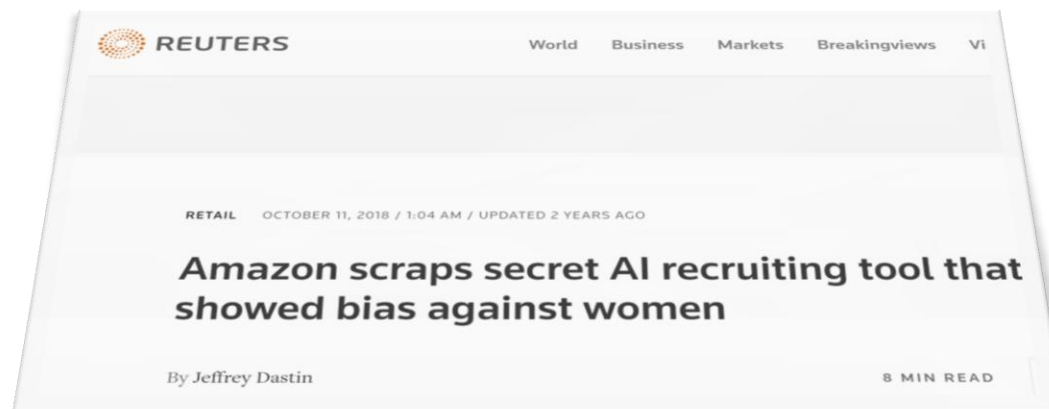 REUTERS World Business Markets Breakingviews Vi
RETAIL OCTOBER 11, 2018 / 1:04 AM / UPDATED 2 YEARS AGO
Amazon scraps secret AI recruiting tool that
showed bias against women
By Jeffrey Dastin 8 MIN READ